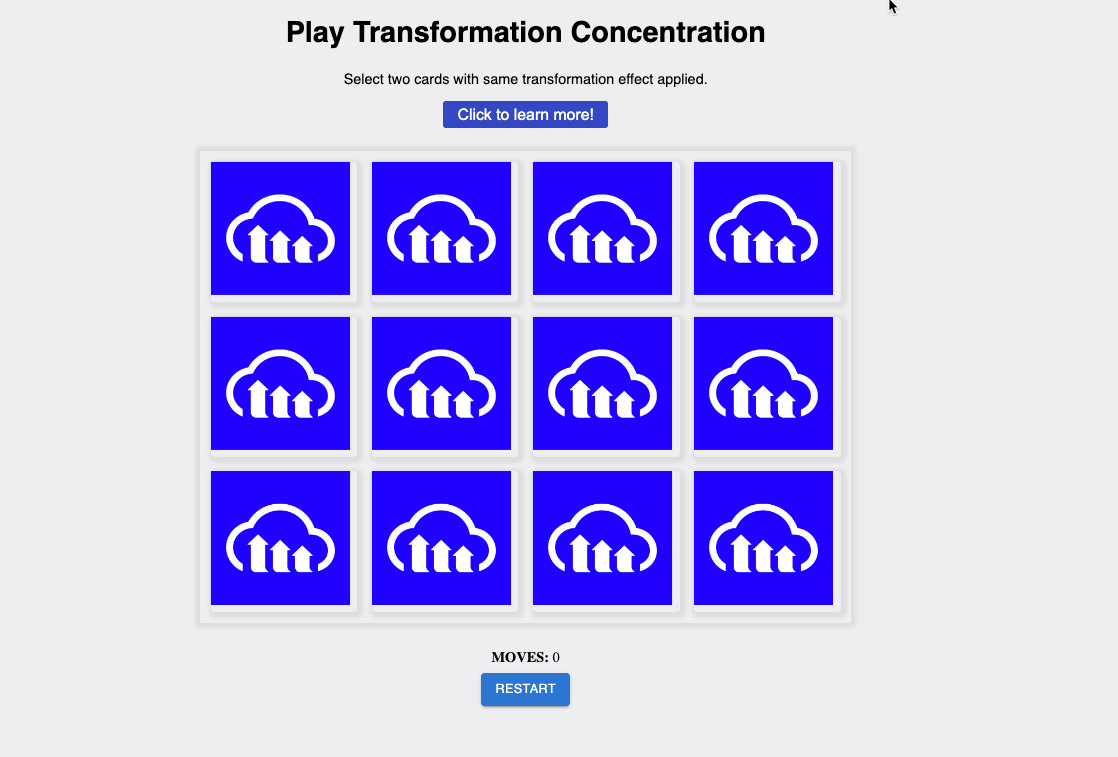 Play Transformation Concentration
Select two cards with same transformation effect applied.
Click to learn more!
MOVES: 0
RESTART